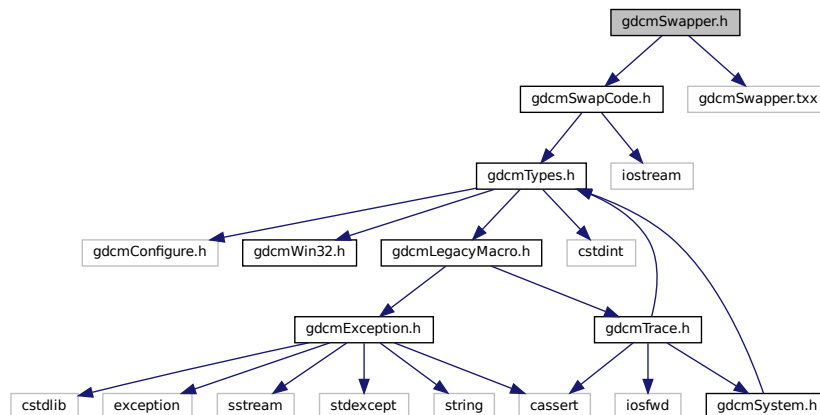 gdcmSwapper.h
gdcmSwapCode.h
gdcmSwapper.txx
gdcmTypes.h
iostream
gdcmConfigure.h
gdcmWin32.h
gdcmLegacyMacro.h
cstdint
gdcmException.h
gdcmTrace.h
cstdlib
exception
sstream
stdexcept
string
cassert
iosfwd
gdcmSystem.h